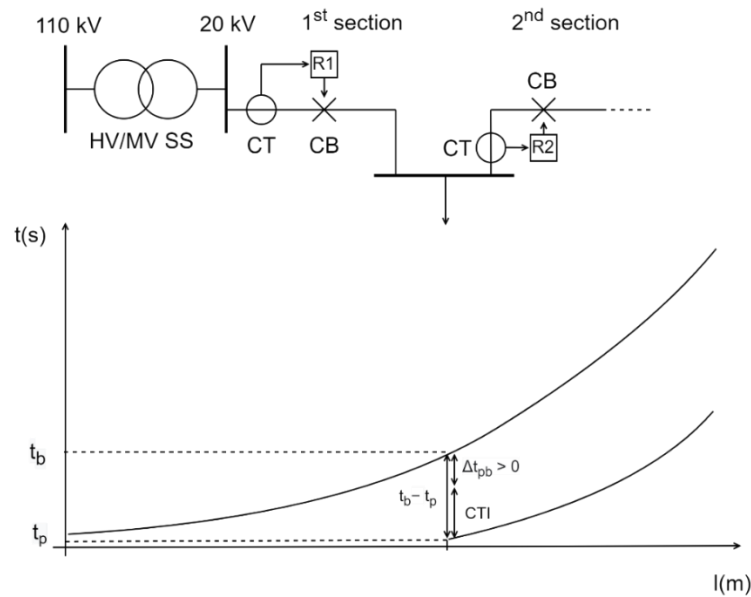 110 kV
20 kV
1st section
2nd section
R1
CB
HV/MV SS
CT
CB
CT
R2
t(s)
tb
Δtpb > 0
tb – tp
CTI
tp
l(m)